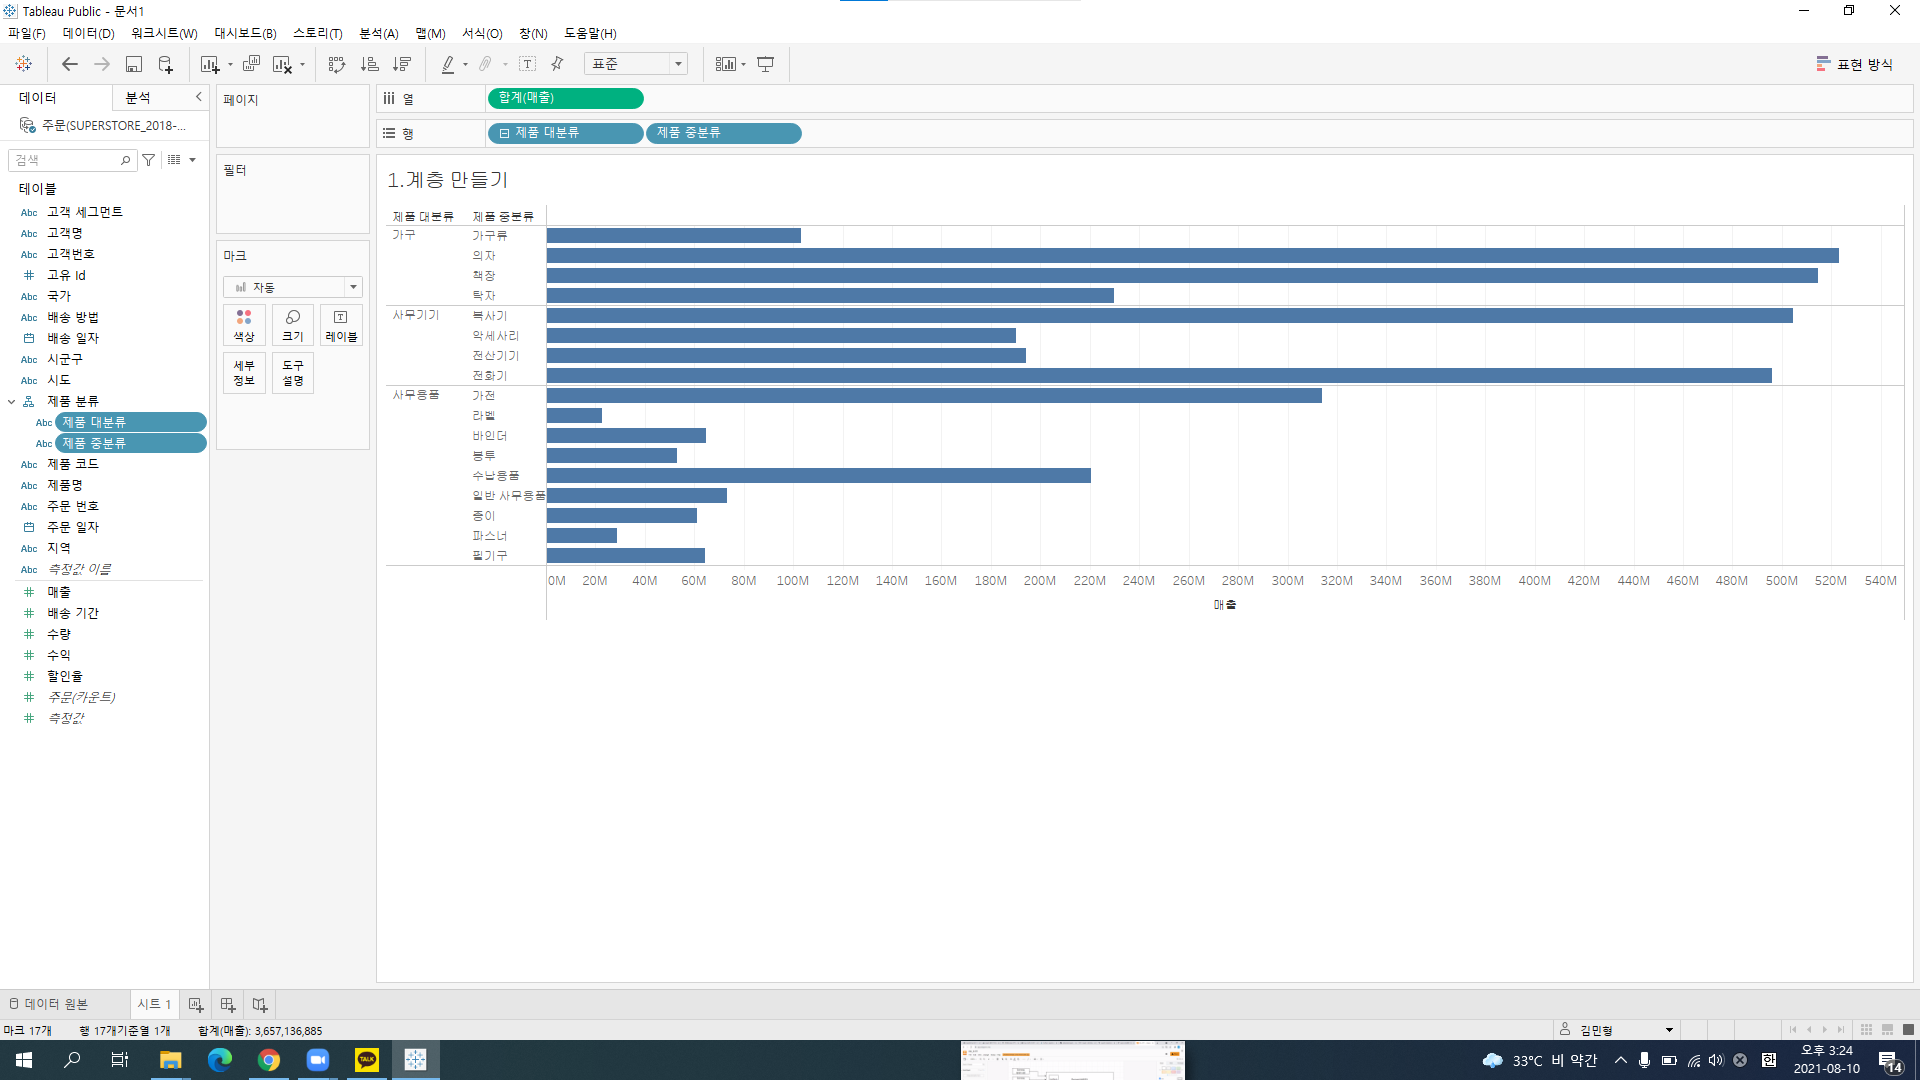 Tableau Public - 문서1
파일(F) 데이터(D) 워크시트(W) 대시보드(B) 스토리(T) 분석(A) 맵(M) 서식(O) 창(N) 도움말(H)
표준
표현 방식
데이터 분석
주문(SUPERSTORE_2018-...
검색
테이블
Abc 고객 세그먼트
Abc 고객명
Abc 고객번호
# 고유 Id
Abc 국가
Abc 배송 방법
배송 일자
Abc 시군구
Abc 시도
제품 분류
Abc 제품 대분류
Abc 제품 중분류
Abc 제품 코드
Abc 제품명
Abc 주문 번호
주문 일자
Abc 지역
Abc 측정값 이름
# 매출
# 배송 기간
# 수량
# 수익
# 할인율
# 주문(카운트)
# 측정값
페이지
필터
마크
자동
색상 크기 레이블
세부 정보 도구 설명
열 합계(매출)
행 제품 대분류 제품 중분류
1.계층 만들기
제품 대분류 제품 중분류
가구 가구류
의자
책장
탁자
사무기기 복사기
악세사리
전산기기
전화기
사무용품 가전
라벨
바인더
봉투
수납용품
일반 사무용품
종이
파스너
필기구
0M 20M 40M 60M 80M 100M 120M 140M 160M 180M 200M 220M 240M 260M 280M 300M 320M 340M 360M 380M 400M 420M 440M 460M 480M 500M 520M 540M
매출
데이터 원본 시트 1
마크 17개 행 17개기준열 1개 합계(매출): 3,657,136,885
김민형
TALK
33°C 비 약간
한
오후 3:24
2021-08-10
14